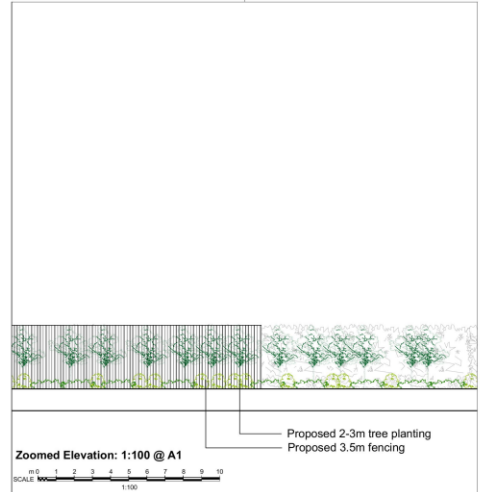 Proposed 2-3m tree planting
Proposed 3.5m fencing
Zoomed Elevation: 1:100 @ A1
m 0 1 2 3 4 5 6 7 8 9 10
SCALE
1:100